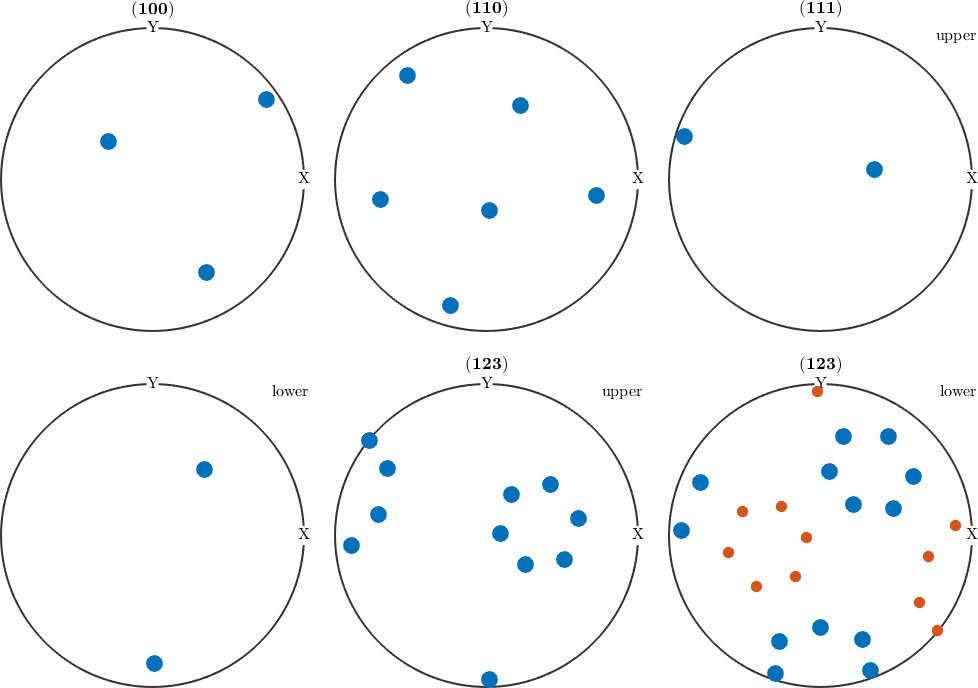 (100)
(110)
(111)
Y
Y
Y
upper
X
X
X
(123)
(123)
Y
lower
Y
upper
Y
lower
X
X
X